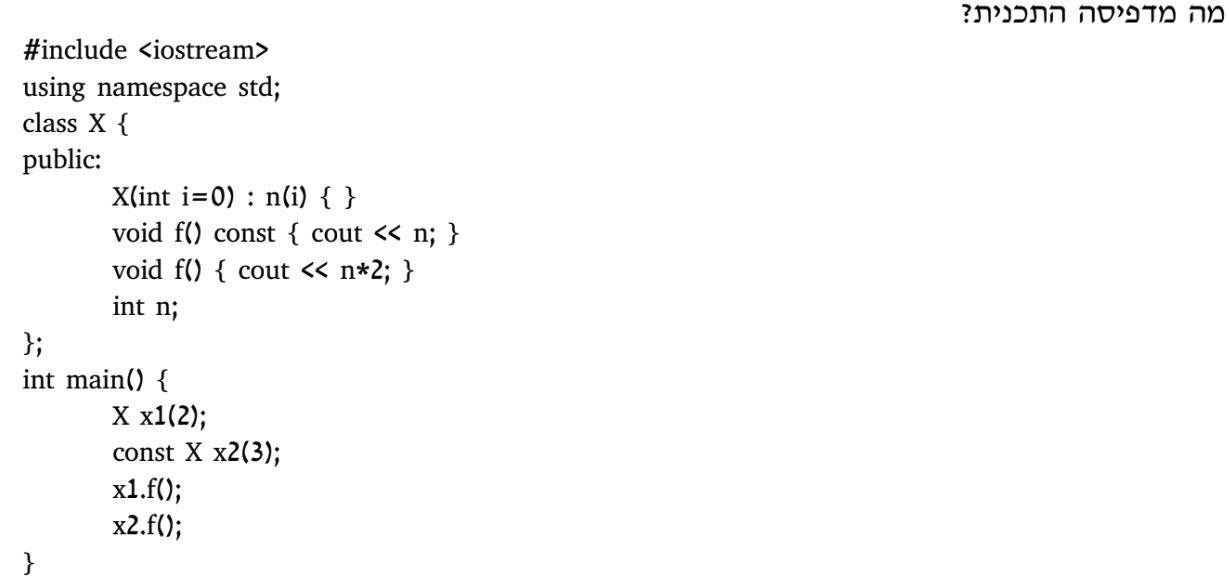 מה מדפיסה התכנית?
#include <iostream>
using namespace std;
class X {
public:
X(int i=0) : n(i) { }
void f() const { cout << n; }
void f() { cout << n*2; }
int n;
};
int main() {
X x1(2);
const X x2(3);
x1.f();
x2.f();
}